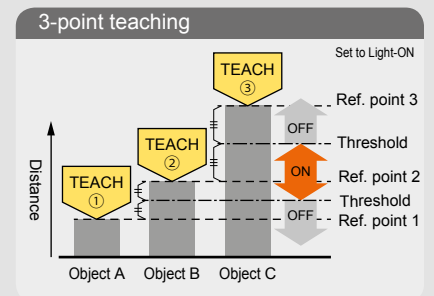 3-point teaching
Set to Light-ON
TEACH
③
Ref. point 3
OFF
TEACH
②
Threshold
ON
TEACH
①
Ref. point 2
Threshold
OFF
Ref. point 1
Distance
Object A
Object B
Object C